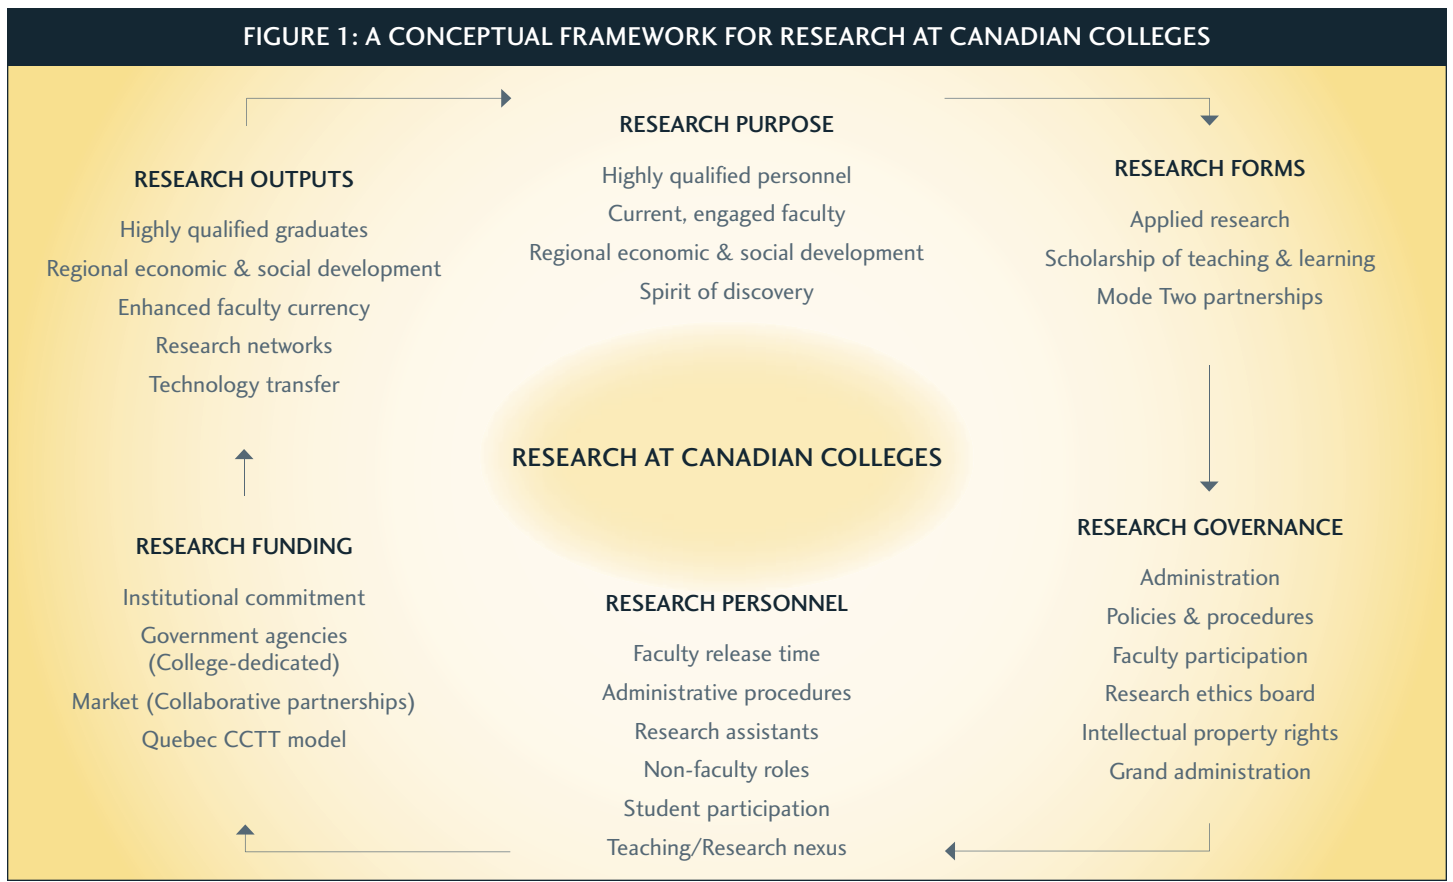 FIGURE 1: A CONCEPTUAL FRAMEWORK FOR RESEARCH AT CANADIAN COLLEGES
RESEARCH PURPOSE
Highly qualified personnel
Current, engaged faculty
Regional economic & social development
Spirit of discovery
RESEARCH FORMS
Applied research
Scholarship of teaching & learning
Mode Two partnerships
RESEARCH GOVERNANCE
Administration
Policies & procedures
Faculty participation
Research ethics board
Intellectual property rights
Grand administration
RESEARCH PERSONNEL
Faculty release time
Administrative procedures
Research assistants
Non-faculty roles
Student participation
Teaching/Research nexus
RESEARCH FUNDING
Institutional commitment
Government agencies
(College-dedicated)
Market (Collaborative partnerships)
Quebec CCTT model
RESEARCH OUTPUTS
Highly qualified graduates
Regional economic & social development
Enhanced faculty currency
Research networks
Technology transfer
RESEARCH AT CANADIAN COLLEGES